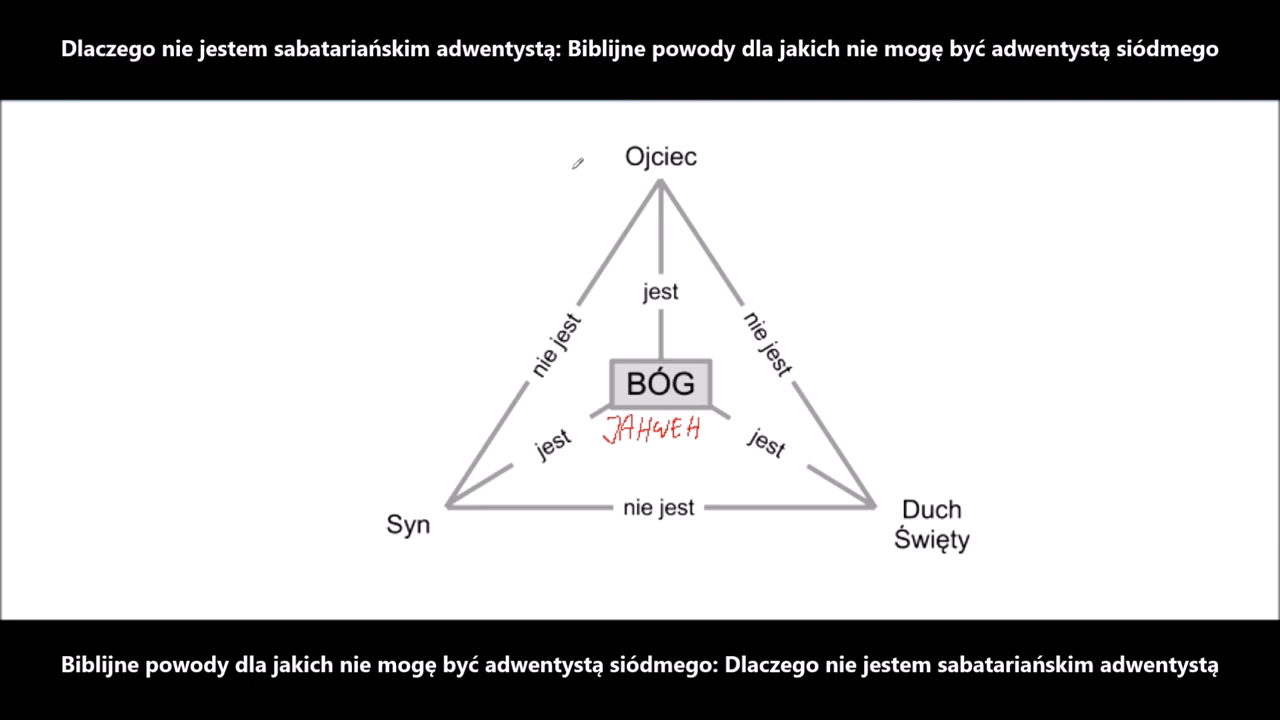 Dlaczego nie jestem sabatariańskim adwentystą: Biblijne powody dla jakich nie mogę być adwentystą siódmego
Ojciec
jest
nie jest
nie jest
BÓG
JAHWEH
jest
jest
nie jest
Syn
Duch
Święty
Biblijne powody dla jakich nie mogę być adwentystą siódmego: Dlaczego nie jestem sabatariańskim adwentystą